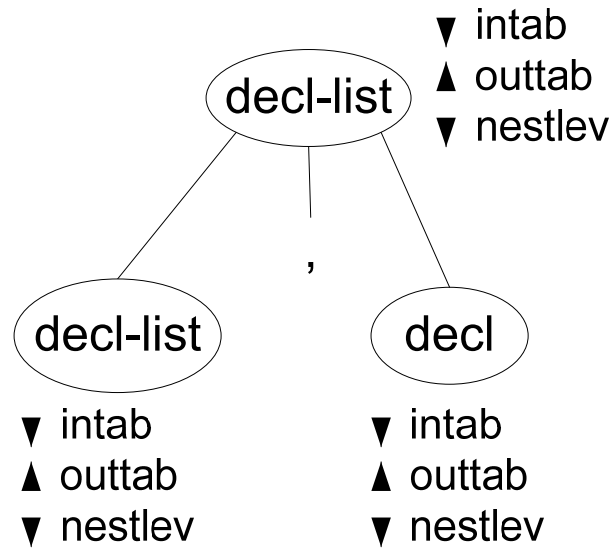 ▼ intab
▲ outtab
▼ nestlev
decl-list
,
decl-list
decl
▼ intab
▲ outtab
▼ nestlev
▼ intab
▲ outtab
▼ nestlev